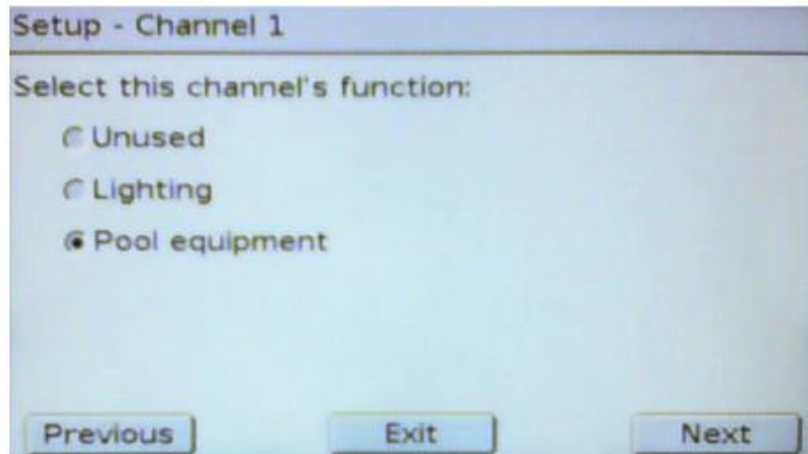 Setup - Channel 1
Select this channel's function:
Unused
Lighting
Pool equipment
Previous Exit Next